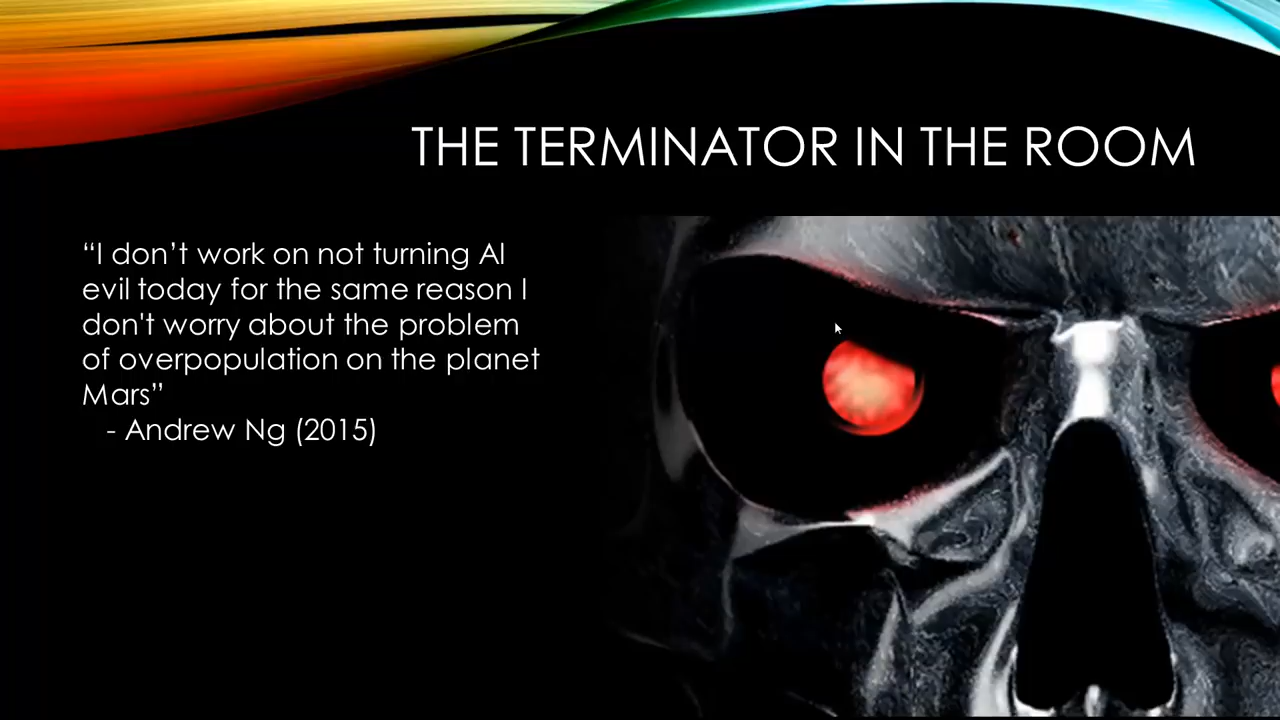 THE TERMINATOR IN THE ROOM
“I don’t work on not turning AI
evil today for the same reason I
don't worry about the problem
of overpopulation on the planet
Mars”
- Andrew Ng (2015)